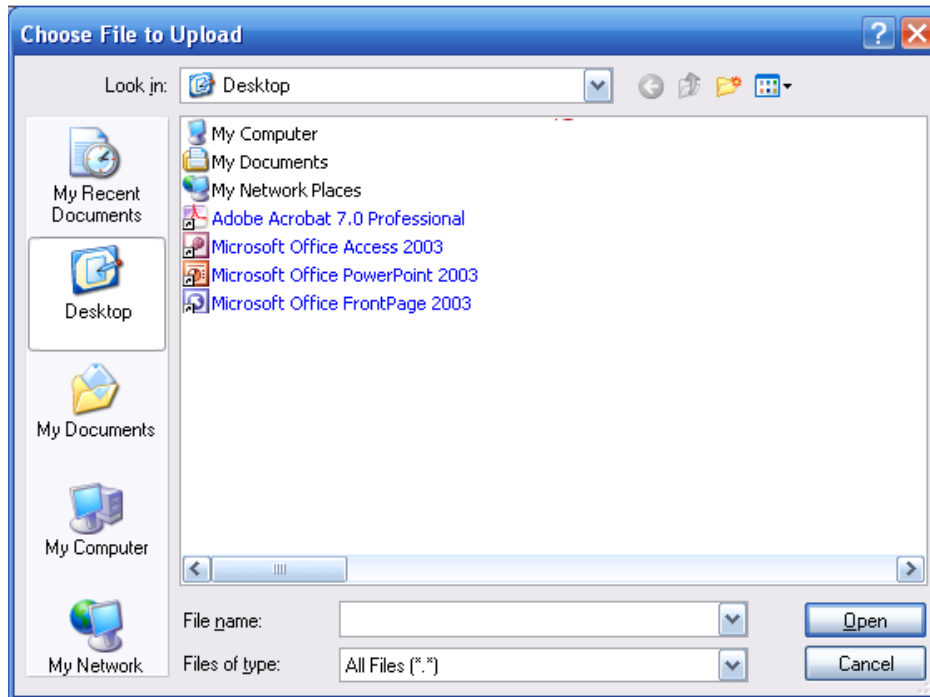 Choose File to Upload
Look in:
Desktop
My Recent
Documents
Desktop
My Documents
My Computer
My Network
My Computer
My Documents
My Network Places
Adobe Acrobat 7.0 Professional
Microsoft Office Access 2003
Microsoft Office PowerPoint 2003
Microsoft Office FrontPage 2003
File name:
Open
Files of type:
All Files (*.*)
Cancel